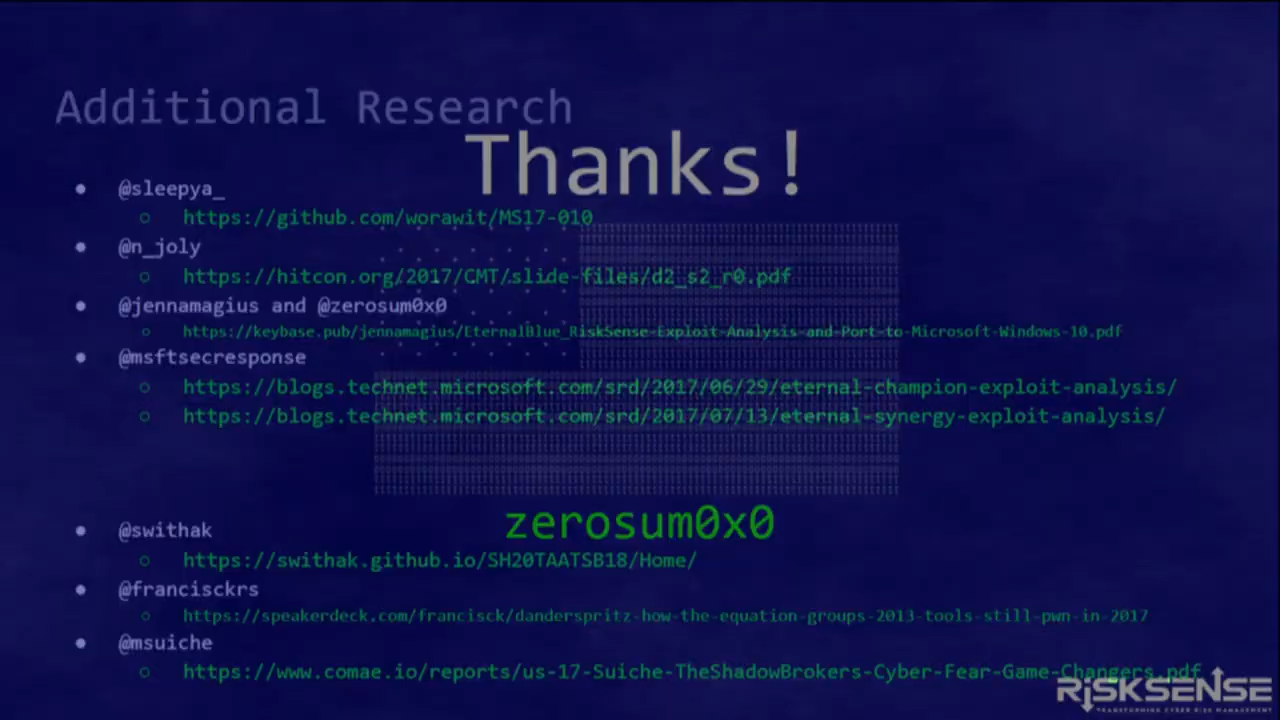 Additional Research
Thanks!
@sleepya_
https://github.com/worawit/MS17-010
@n_joly
https://hitcon.org/2017/CMT/slide-files/d2_s2_r0.pdf
@jennamagius and @zerosum0x0
https://keybase.pub/jennamagius/EternalBlue_RiskSense-Exploit-Analysis-and-Port-to-Microsoft-Windows-10.pdf
@msftsecresponse
https://blogs.technet.microsoft.com/srd/2017/06/29/eternal-champion-exploit-analysis/
https://blogs.technet.microsoft.com/srd/2017/07/13/eternal-synergy-exploit-analysis/
zerosum0x0
@swithak
https://swithak.github.io/SH20TAATSB18/Home/
@francisckrs
https://speakerdeck.com/francisck/danderspritz-how-the-equation-groups-2013-tools-still-pwn-in-2017
@msuiche
https://www.comae.io/reports/us-17-Suiche-TheShadowBrokers-Cyber-Fear-Game-Changers.pdf
RISKSENSE
TRANSFORMING CYBER RISK MANAGEMENT